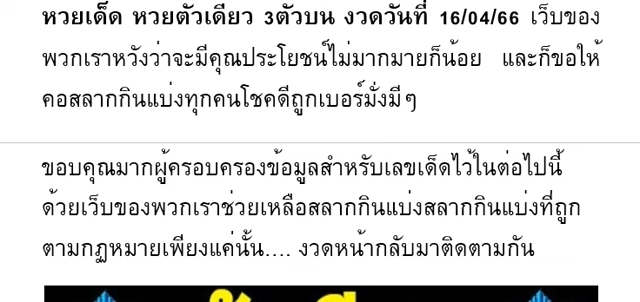 หวยเด็ด หวยตัวเดียว 3ตัวบน งวดวันที่ 16/04/66 เว็บของ
พวกเราหวังว่าจะมีคุณประโยชน์ไม่มากมายก็น้อย และก็ขอให้
คอสลากกินแบ่งทุกคนโชคดีถูกเบอร์มั่งมีๆ
ขอบคุณมากผู้ครอบครองข้อมูลสำหรับเลขเด็ดไว้ในต่อไปนี้
ด้วยเว็บของพวกเราช่วยเหลือสลากกินแบ่งสลากกินแบ่งที่ถูก
ตามกฏหมายเพียงแค่นั้น.... งวดหน้ากลับมาติดตามกัน